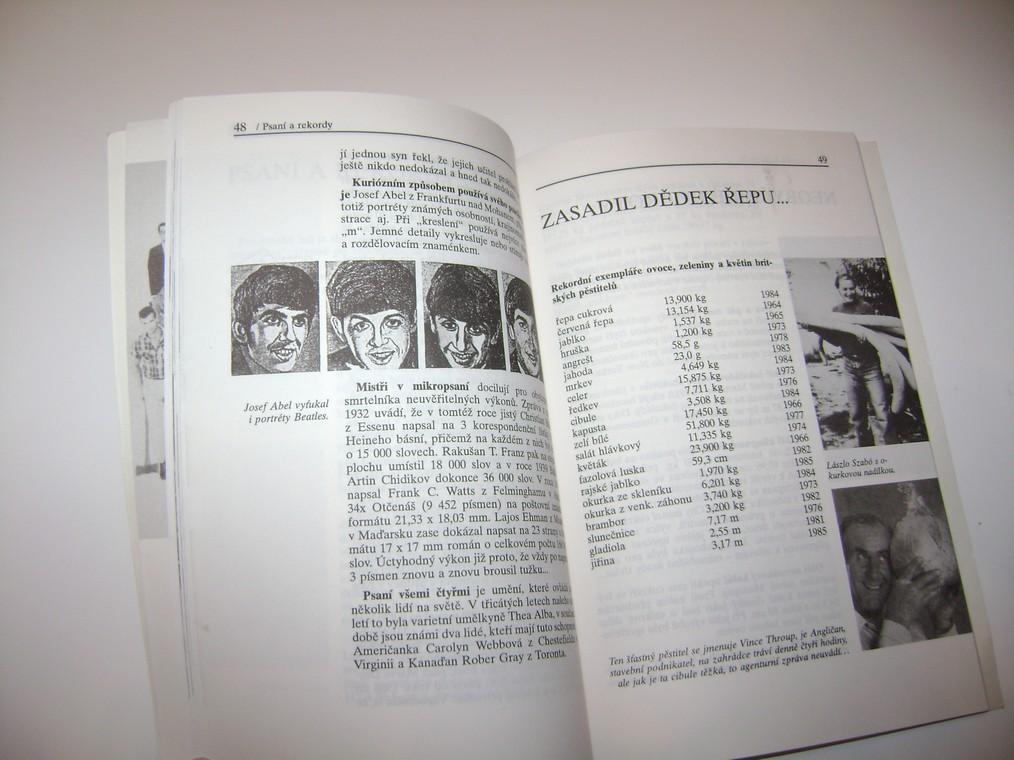 48 / Psaní a rekordy
jí jednou syn řekl, že jejich učitel
ještě nikdo nedokázal a hned tak
Kuriózním způsobem používá svého
je Josef Abel z Frankfurtu nad Mohanem
totiž portréty známých osobností,
strace aj. Při „kreslení“ používá
„m“. Jemné detaily vykresluje nebo
a rozdělovacím znaménkem.
Josef Abel vyťukal
i portréty Beatles.
Mistři v mikropsaní docilují pro
smrtelníka neuvěřitelných výkonů.
1932 uvádí, že v tomtéž roce jistý Christian
z Essenu napsal na 3 korespondenční
Heineho básní, přičemž na každém z nich
o 15 000 slovech. Rakušan T. Franz pak na
plochu umístil 18 000 slov a v roce 1939
Artin Chidikov dokonce 36 000 slov. V
napsal Frank C. Watts z Felminghamu v
34x Otčenáš (9 452 písmen) na poštovní
formátu 21,33 x 18,03 mm. Lajos Ehman z
v Maďarsku zase dokázal napsat na 23
mátu 17 x 17 mm román o celkovém počtu
slov. Úctyhodný výkon již proto, že vždy po
3 písmen znovu a znovu brousil tužku...
Psaní všemi čtyřmi je umění, které
několik lidí na světě. V třicátých letech
letí to byla varietní umělkyně Thea Alba, v
době jsou známi dva lidé, kteří mají tuto
Američanka Carolyn Webbová z
Virginii a Kanaďan Rober Gray z Toronta.
49
ZASADIL DĚDEK ŘEPU...
Rekordní exempláře ovoce, zeleniny a květin brit-
ských pěstitelů
řepa cukrová 13,900 kg 1984
červená řepa 13,154 kg 1964
jablko 1,537 kg 1965
hruška 1,200 kg 1973
angrešt 58,5 g 1978
jahoda 23,0 g 1983
mrkev 4,649 kg 1984
celer 15,875 kg 1973
ředkev 7,711 kg 1976
cibule 3,508 kg 1984
kapusta 17,450 kg 1966
zelí bílé 51,800 kg 1977
salát hlávkový 11,335 kg 1974
květák 23,900 kg 1966
fazolová luska 59,3 cm 1982
rajské jablko 1,970 kg 1985
okurka ze skleníku 6,201 kg 1984
okurka z venk. záhonu 3,740 kg 1973
brambor 3,200 kg 1982
slunečnice 7,17 m 1976
gladiola 2,55 m 1981
jiřina 3,17 m 1985
László Szabó s o-
kurkovou nadílkou.
Ten šťastný pěstitel se jmenuje Vince Throup, je Angličan,
stavební podnikatel, na zahrádce tráví denně čtyři hodiny,
ale jak je ta cibule těžká, to agenturní zpráva neuvádí...